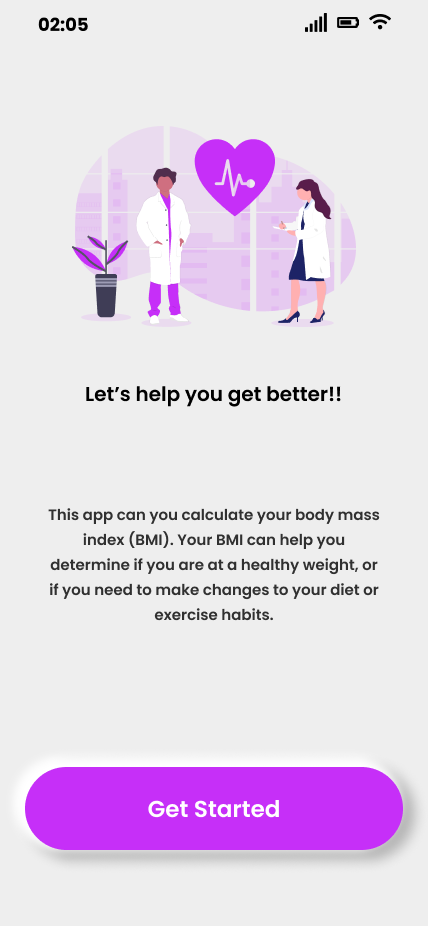 02:05
Let’s help you get better!!
This app can you calculate your body mass
index (BMI). Your BMI can help you
determine if you are at a healthy weight, or
if you need to make changes to your diet or
exercise habits.
Get Started